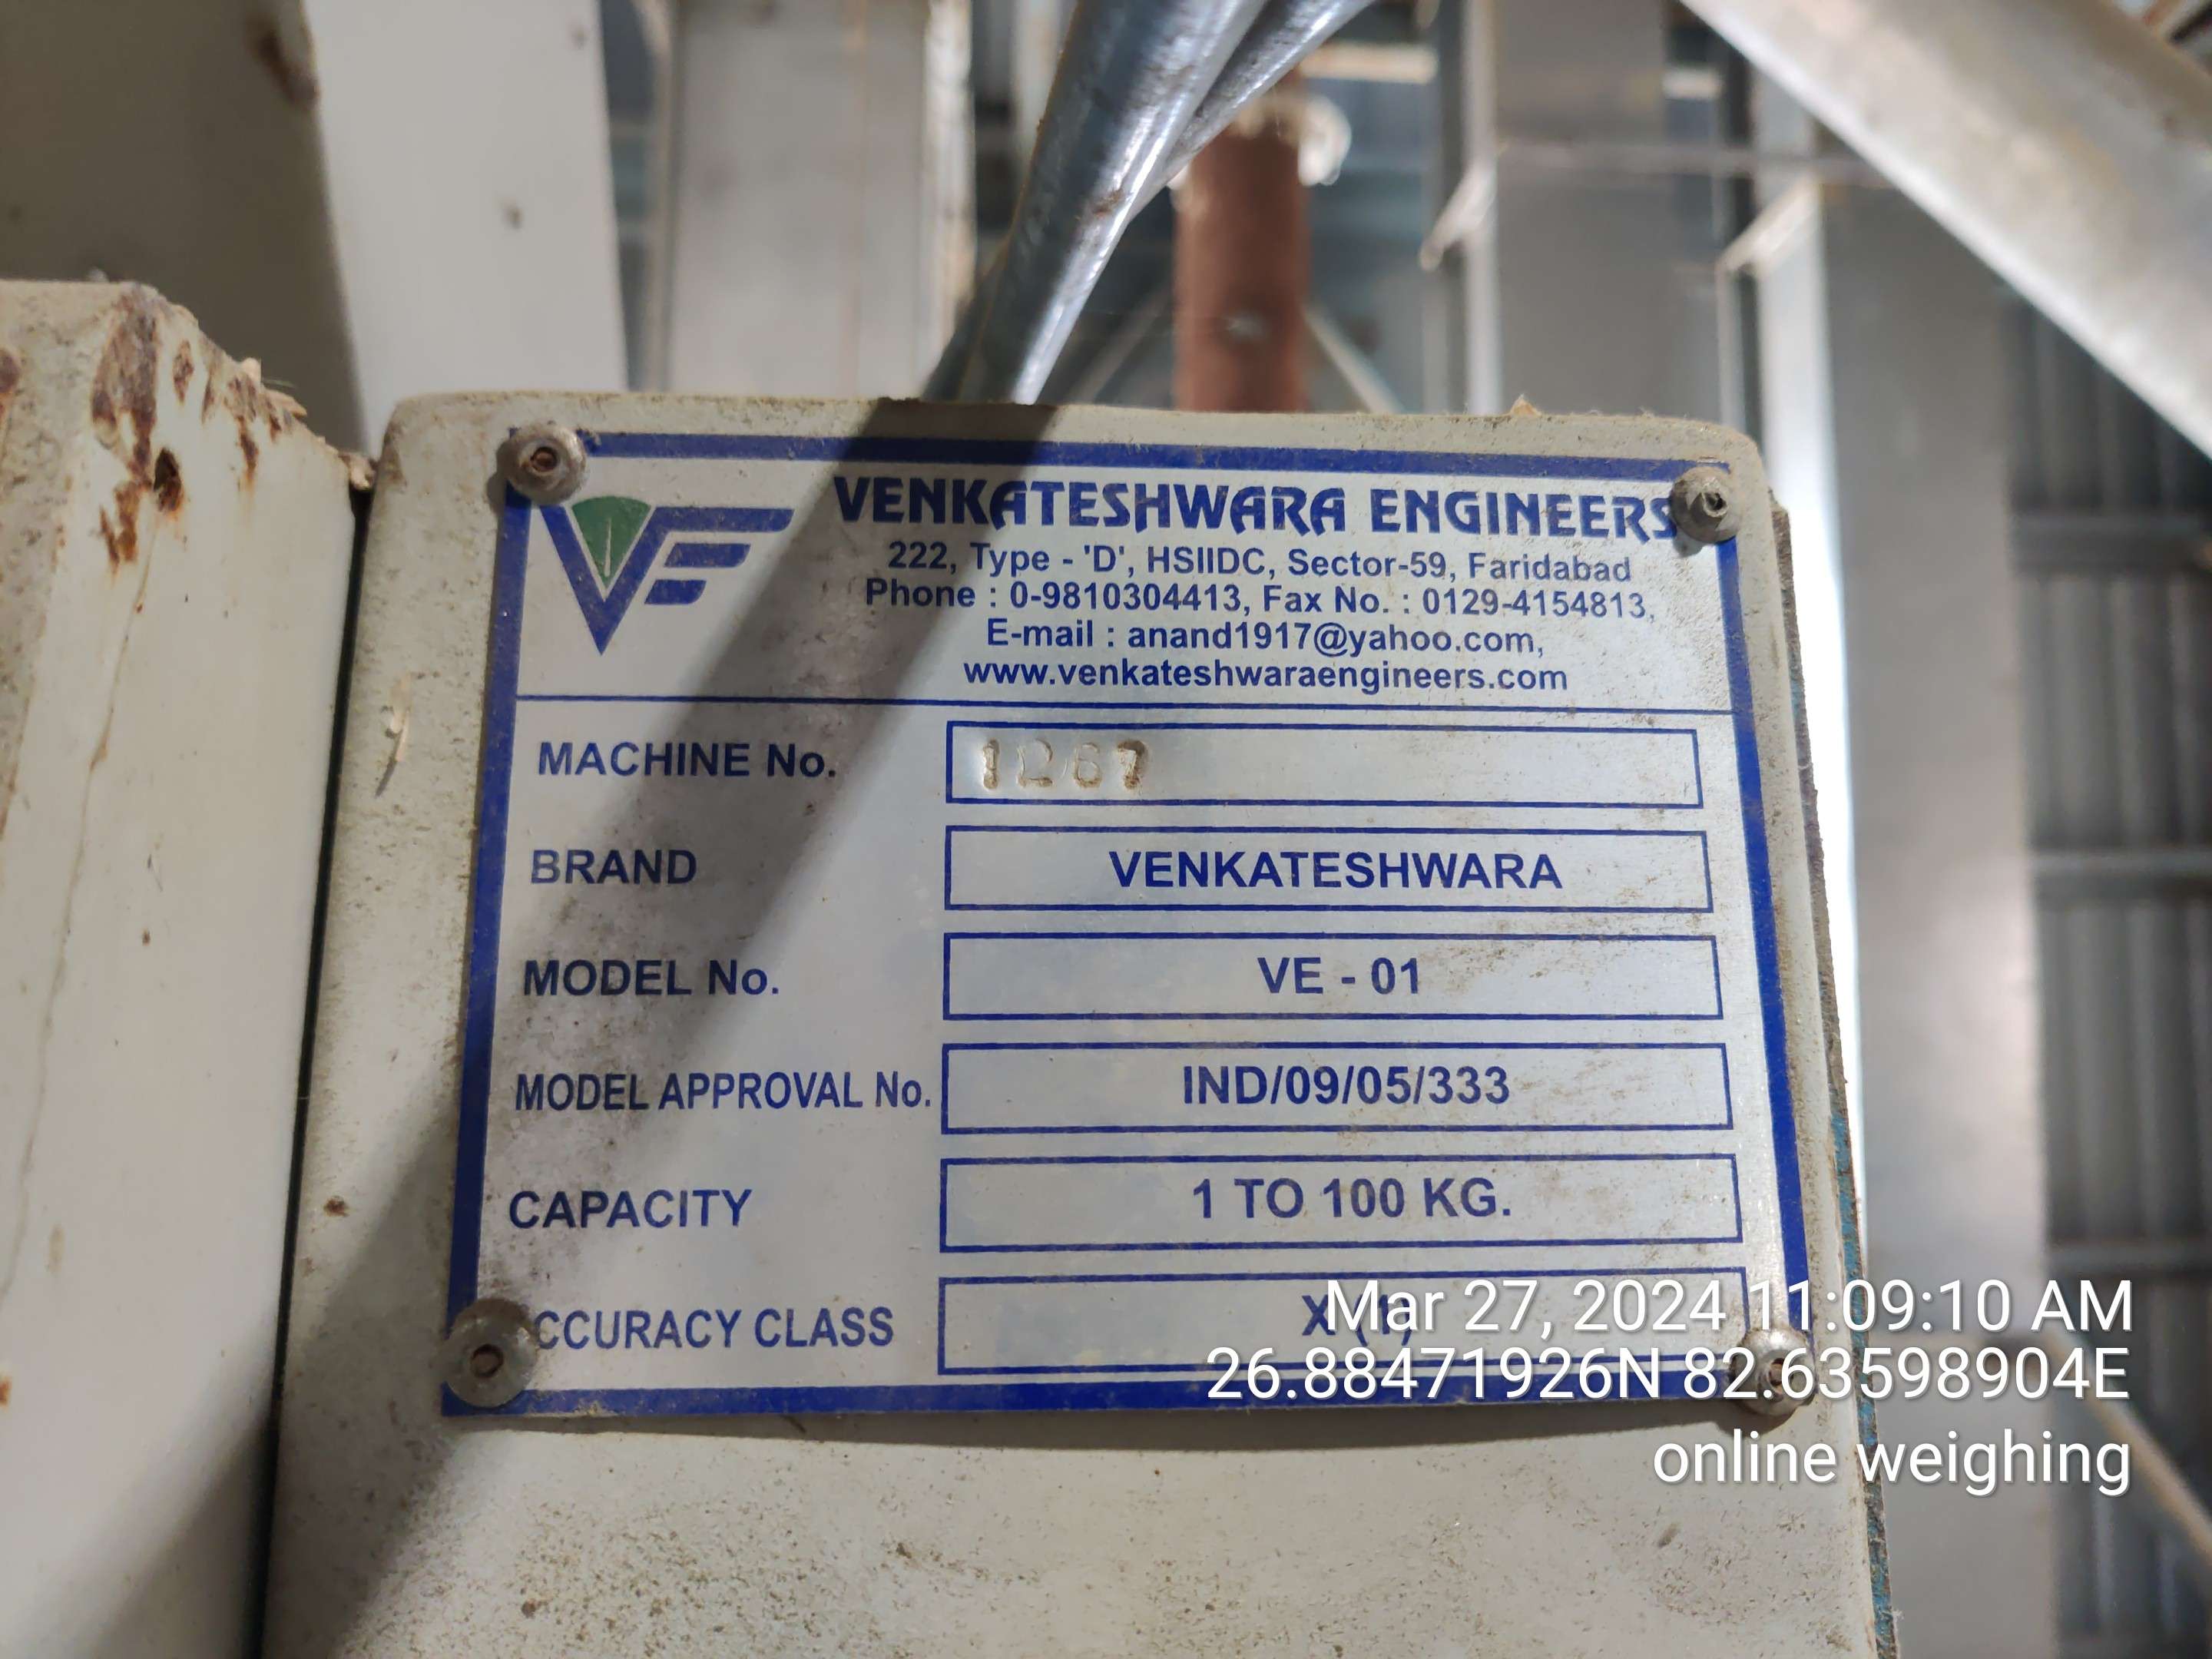 VENKATESHWARA ENGINEERS
222, Type - 'D', HSIIDC, Sector-59, Faridabad
Phone : 0-9810304413, Fax No. : 0129-4154813,
E-mail : anand1917@yahoo.com,
www.venkateshwaraengineers.com
MACHINE No. 1267
BRAND VENKATESHWARA
MODEL No. VE - 01
MODEL APPROVAL No. IND/09/05/333
CAPACITY 1 TO 100 KG.
CCURACY CLASS X (1)
Mar 27, 2024 11:09:10 AM
26.88471926N 82.63598904E
online weighing